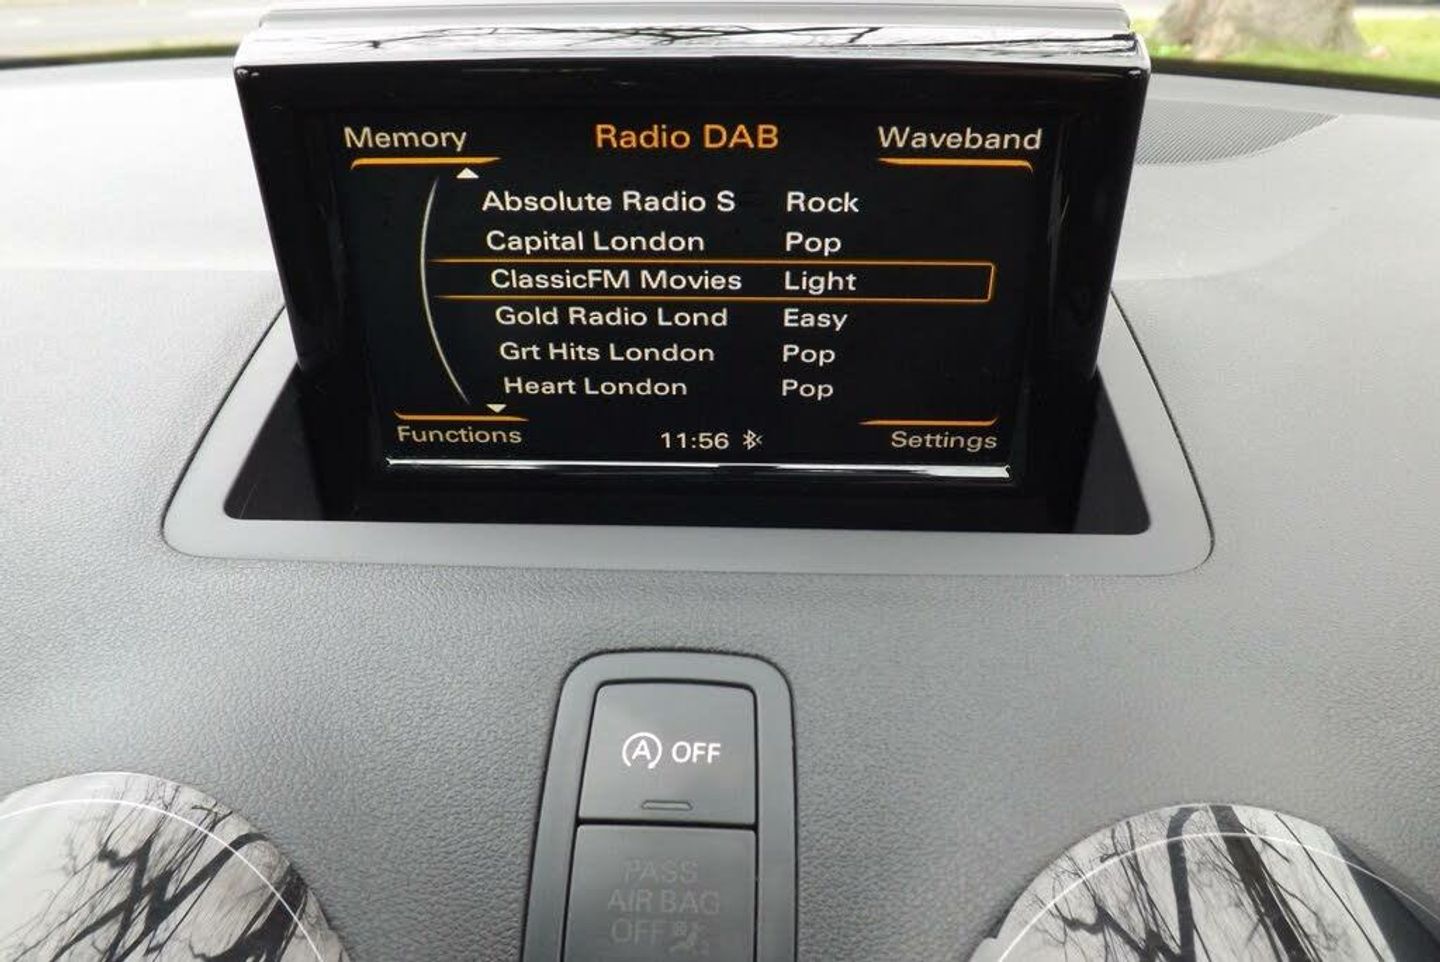 Memory Radio DAB Waveband
Absolute Radio S Rock
Capital London Pop
ClassicFM Movies Light
Gold Radio Lond Easy
Grt Hits London Pop
Heart London Pop
Functions 11:56 Settings
A OFF
PASS
AIR BAG
OFF